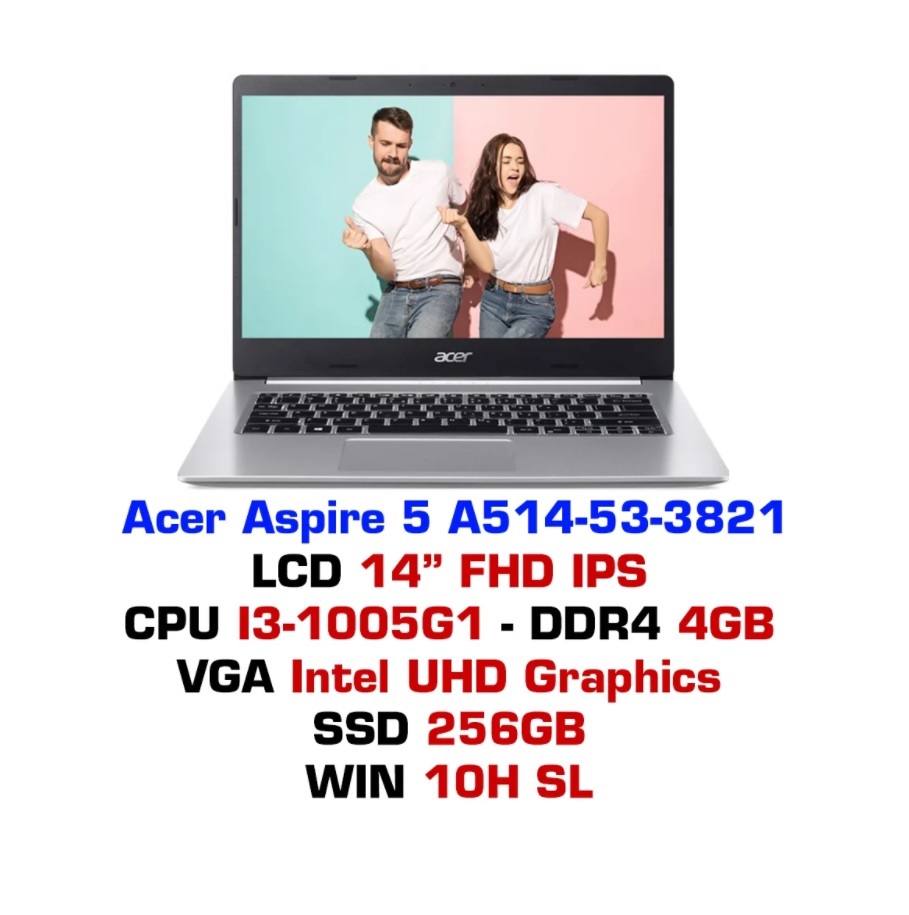 acer
Acer Aspire 5 A514-53-3821
LCD 14” FHD IPS
CPU I3-1005G1 - DDR4 4GB
VGA Intel UHD Graphics
SSD 256GB
WIN 10H SL